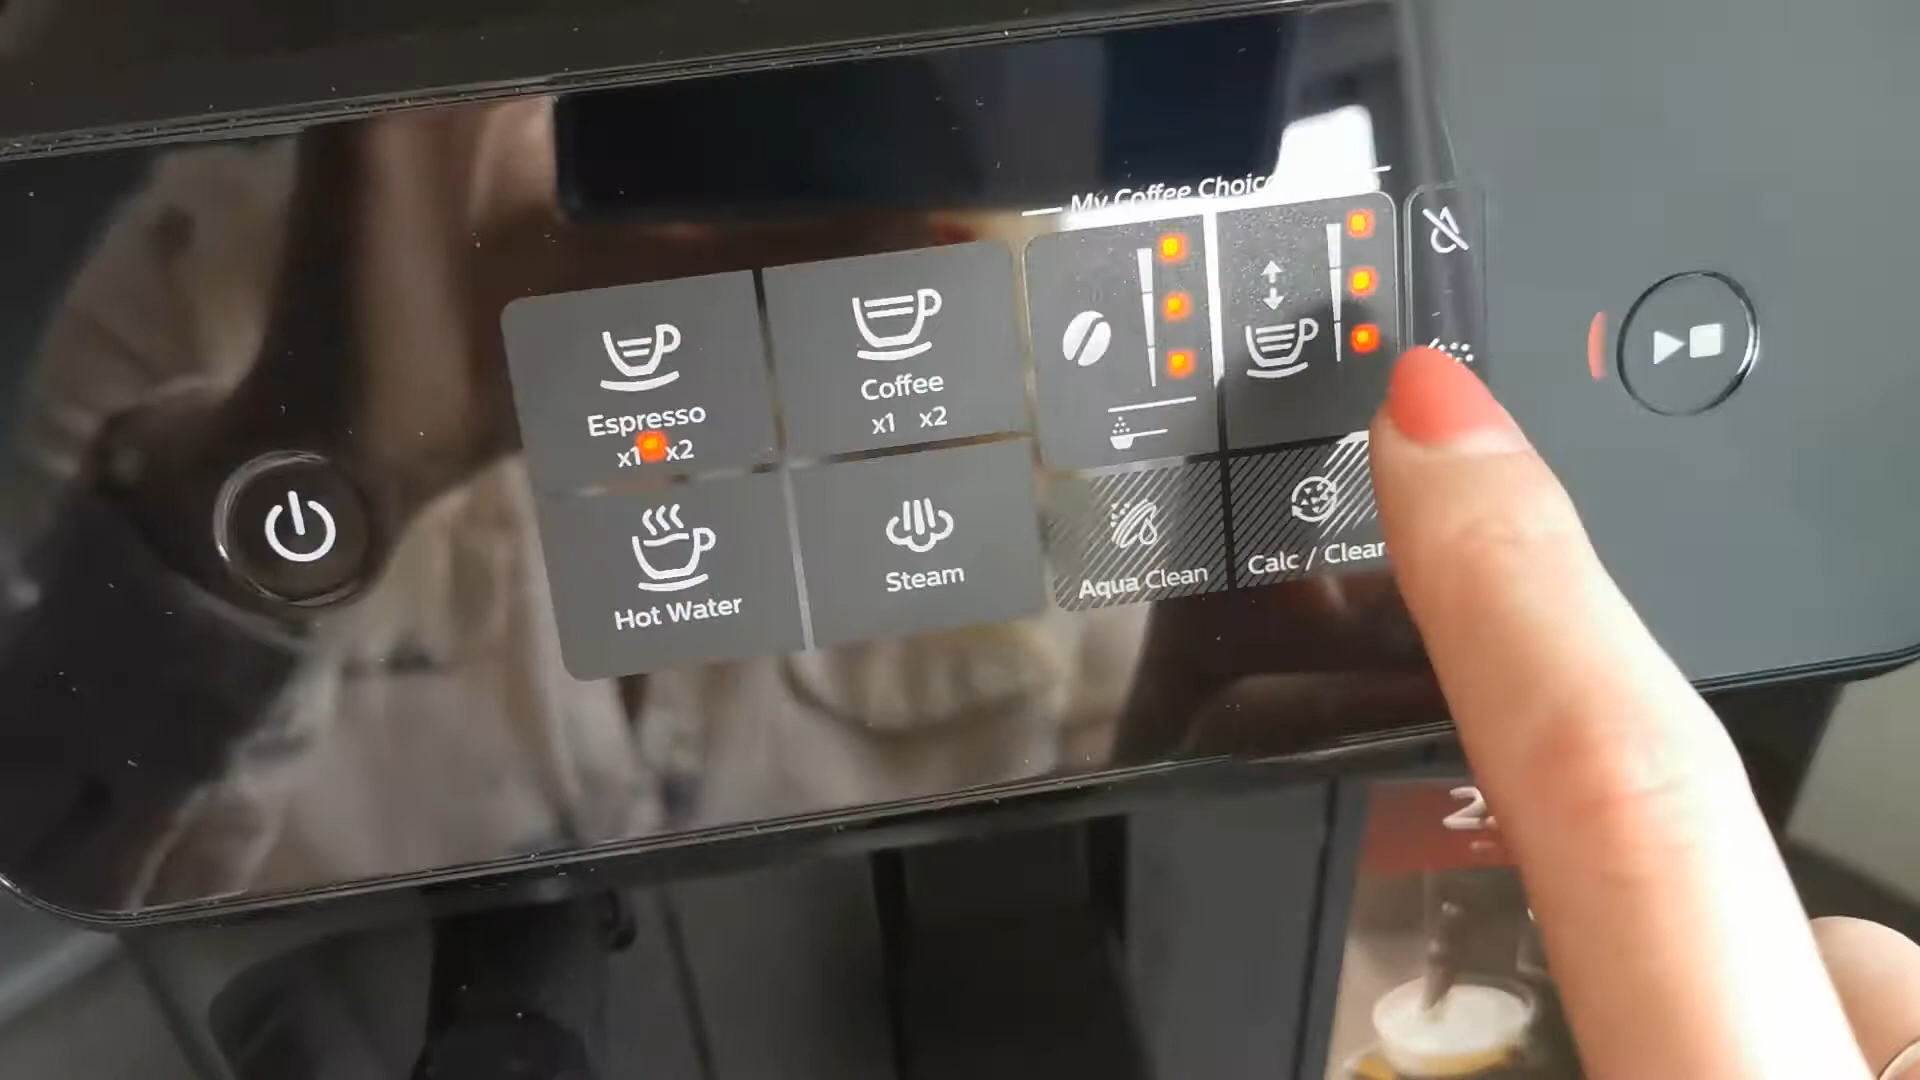 My Coffee Choice
Espresso
x1 x2
Coffee
x1 x2
Hot Water
Steam
Aqua Clean
Calc / Clean